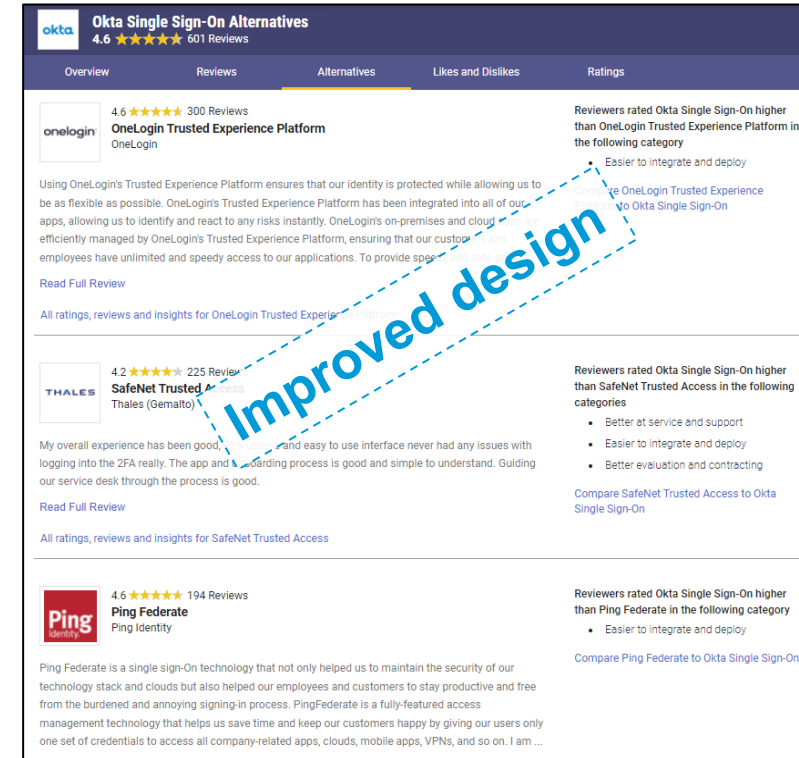 okta
Okta Single Sign-On Alternatives
4.6 ★★★★★ 601 Reviews
Overview Reviews Alternatives Likes and Dislikes Ratings
onelogin
4.6 ★★★★★ 300 Reviews
OneLogin Trusted Experience Platform
OneLogin
Using OneLogin's Trusted Experience Platform ensures that our identity is protected while allowing us to
be as flexible as possible. OneLogin's Trusted Experience Platform has been integrated into all of our
apps, allowing us to identify and react to any risks instantly. OneLogin's on-premises and cloud
efficiently managed by OneLogin's Trusted Experience Platform, ensuring that our
employees have unlimited and speedy access to our applications. To provide
Read Full Review
All ratings, reviews and insights for OneLogin Trusted
Reviewers rated Okta Single Sign-On higher
than OneLogin Trusted Experience Platform in
the following category
• Easier to integrate and deploy
OneLogin Trusted Experience
to Okta Single Sign-On
Improved design
THALES
4.2 ★★★★★ 225 Reviews
SafeNet Trusted Access
Thales (Gemalto)
My overall experience has been good, and easy to use interface never had any issues with
logging into the 2FA really. The app and process is good and simple to understand. Guiding
our service desk through the process is good.
Read Full Review
All ratings, reviews and insights for SafeNet Trusted Access
Reviewers rated Okta Single Sign-On higher
than SafeNet Trusted Access in the following
categories
• Better at service and support
• Easier to integrate and deploy
• Better evaluation and contracting
Compare SafeNet Trusted Access to Okta
Single Sign-On
Ping
Identity.
4.6 ★★★★★ 194 Reviews
Ping Federate
Ping Identity
Ping Federate is a single sign-On technology that not only helped us to maintain the security of our
technology stack and clouds but also helped our employees and customers to stay productive and free
from the burdened and annoying signing-in process. PingFederate is a fully-featured access
management technology that helps us save time and keep our customers happy by giving our users only
one set of credentials to access all company-related apps, clouds, mobile apps, VPNs, and so on. I am ...
Reviewers rated Okta Single Sign-On higher
than Ping Federate in the following category
• Easier to integrate and deploy
Compare Ping Federate to Okta Single Sign-On